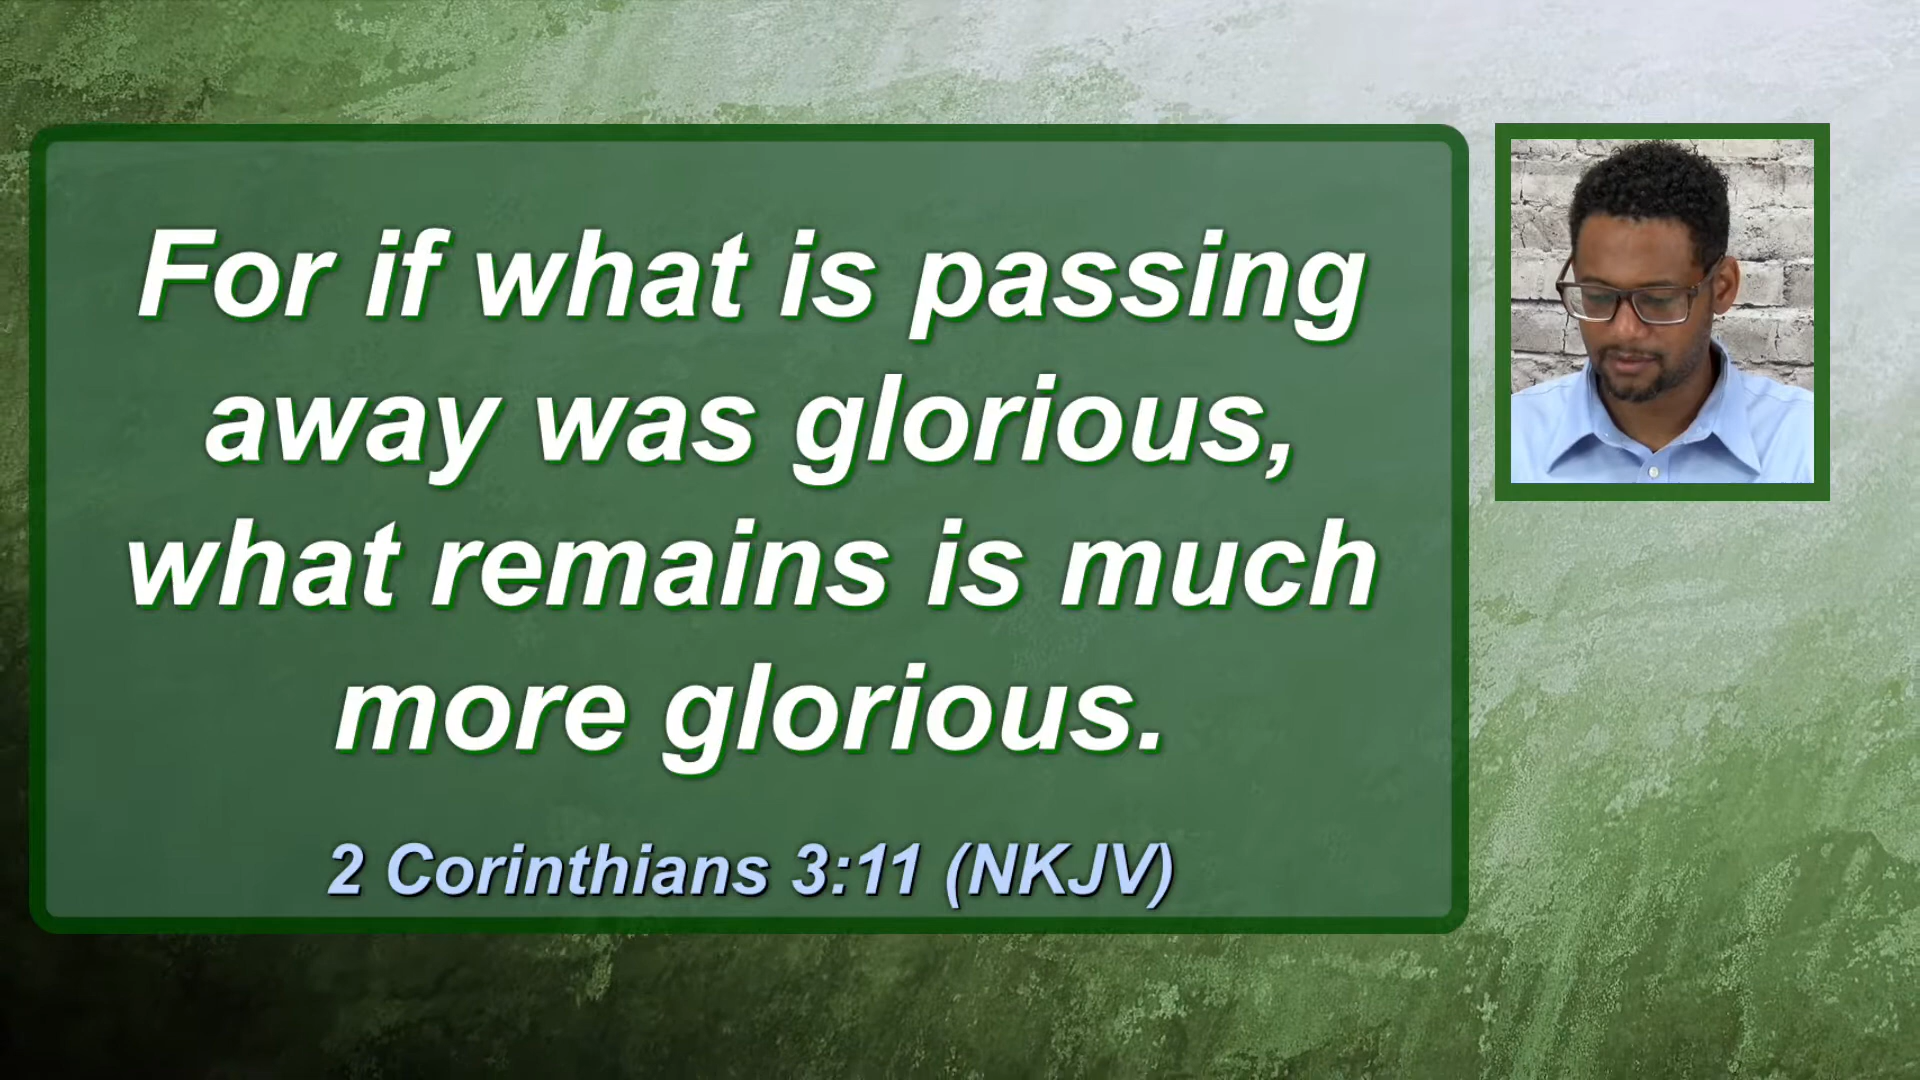 For if what is passing
away was glorious,
what remains is much
more glorious.
2 Corinthians 3:11 (NKJV)